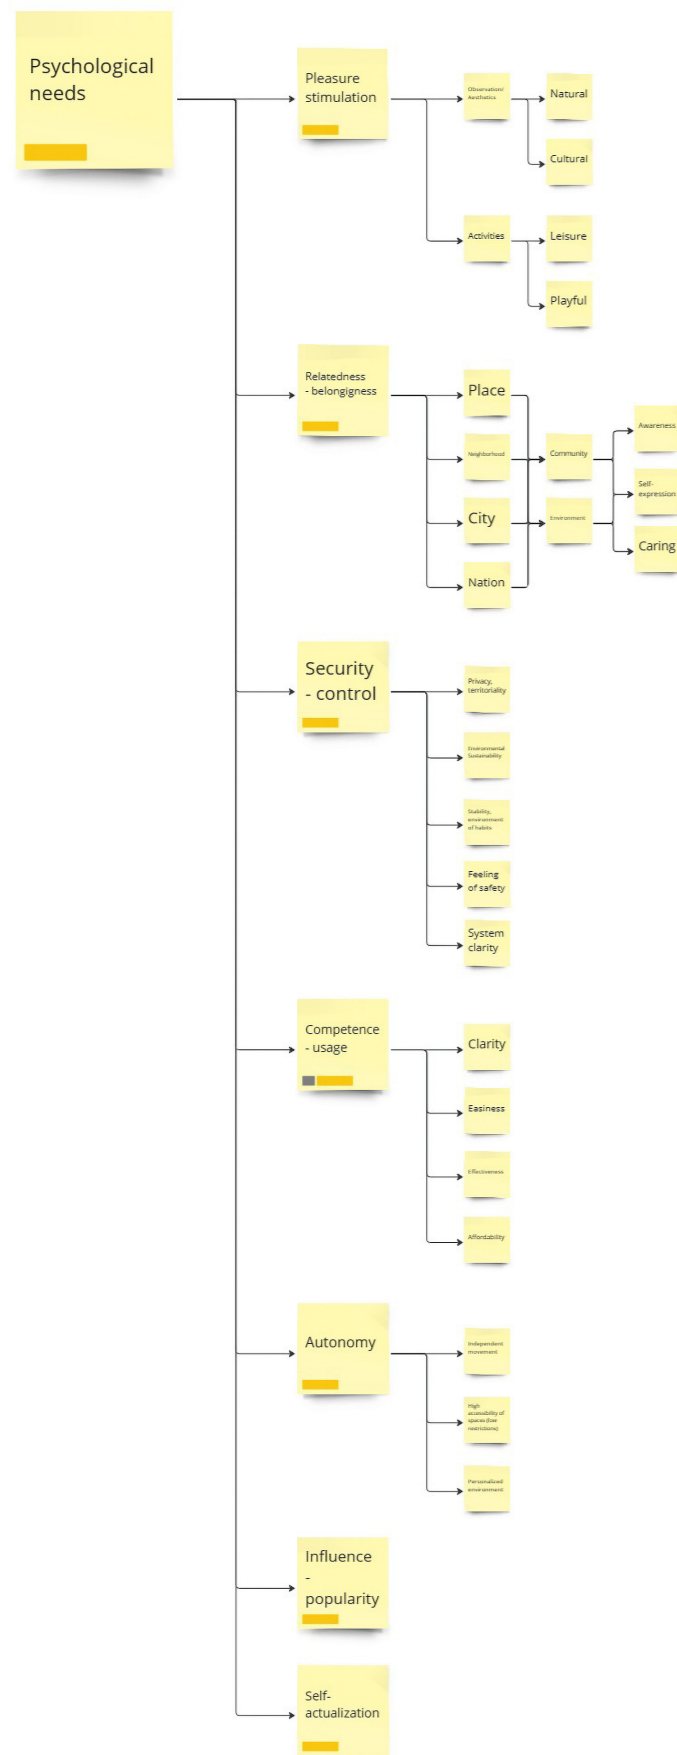 Psychological
needs
Pleasure
stimulation
Observation/
Aesthetics
Natural
Cultural
Activities
Leisure
Playful
Relatedness
- belongigness
Place
Neighborhood
City
Nation
Community
Environment
Awareness
Self-
expression
Caring
Security
- control
Privacy,
territoriality
Environmental
Sustainability
Stability,
environment
of habits
Feeling
of safety
System
clarity
Competence
- usage
Clarity
Easiness
Effectiveness
Affordability
Autonomy
Independent
movement
High
accessibility of
spaces (low
restrictions)
Personalized
environment
Influence
-
popularity
Self-
actualization